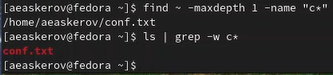 [aeaskerov@fedora ~]$ find ~ -maxdepth 1 -name "c*"
/home/aeaskerov/conf.txt
[aeaskerov@fedora ~]$ ls | grep -w c*
conf.txt
[aeaskerov@fedora ~]$